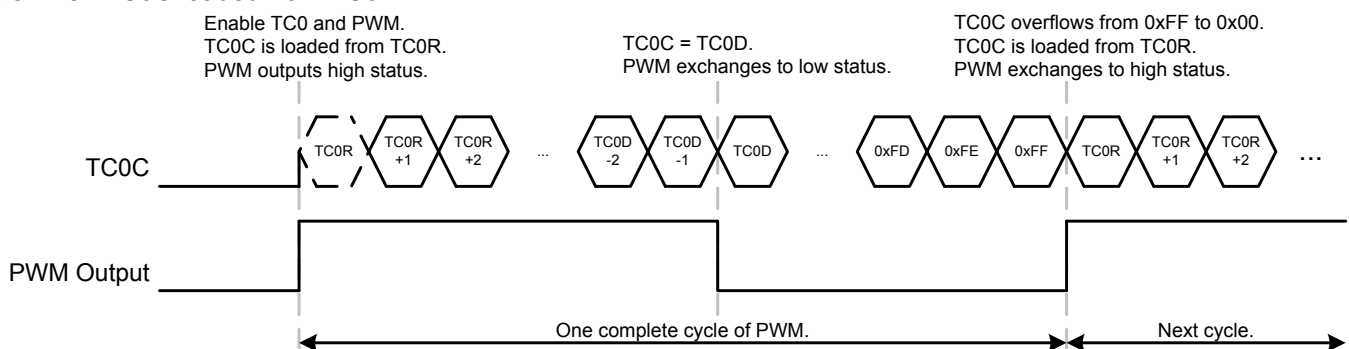 Enable TC0 and PWM.
TC0C is loaded from TC0R.
PWM outputs high status.
TC0C = TC0D.
PWM exchanges to low status.
TC0C overflows from 0xFF to 0x00.
TC0C is loaded from TC0R.
PWM exchanges to high status.
TC0C
TC0R
TC0R
+1
TC0R
+2
...
TC0D
-2
TC0D
-1
TC0D
...
0xFD
0xFE
0xFF
TC0R
TC0R
+1
TC0R
+2
...
PWM Output
One complete cycle of PWM.
Next cycle.